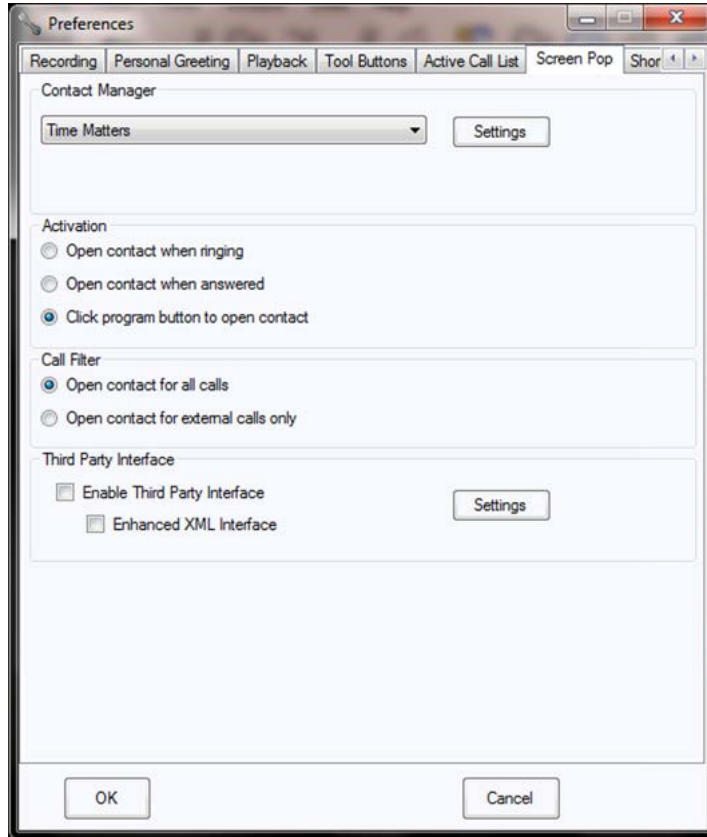 Preferences
Recording Personal Greeting Playback Tool Buttons Active Call List Screen Pop Shor
Contact Manager
Time Matters Settings
Activation
Open contact when ringing
Open contact when answered
Click program button to open contact
Call Filter
Open contact for all calls
Open contact for external calls only
Third Party Interface
Enable Third Party Interface Settings
Enhanced XML Interface
OK Cancel